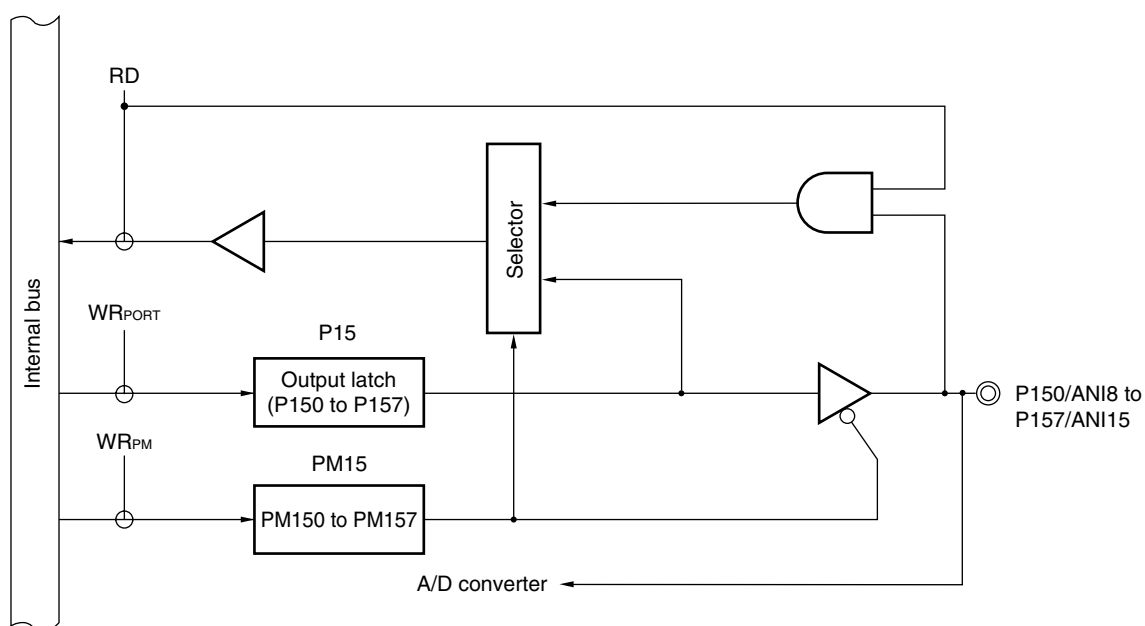 RD
Selector
Internal bus
WRPORT
P15
Output latch
(P150 to P157)
P150/ANI8 to
P157/ANI15
WRPM
PM15
PM150 to PM157
A/D converter